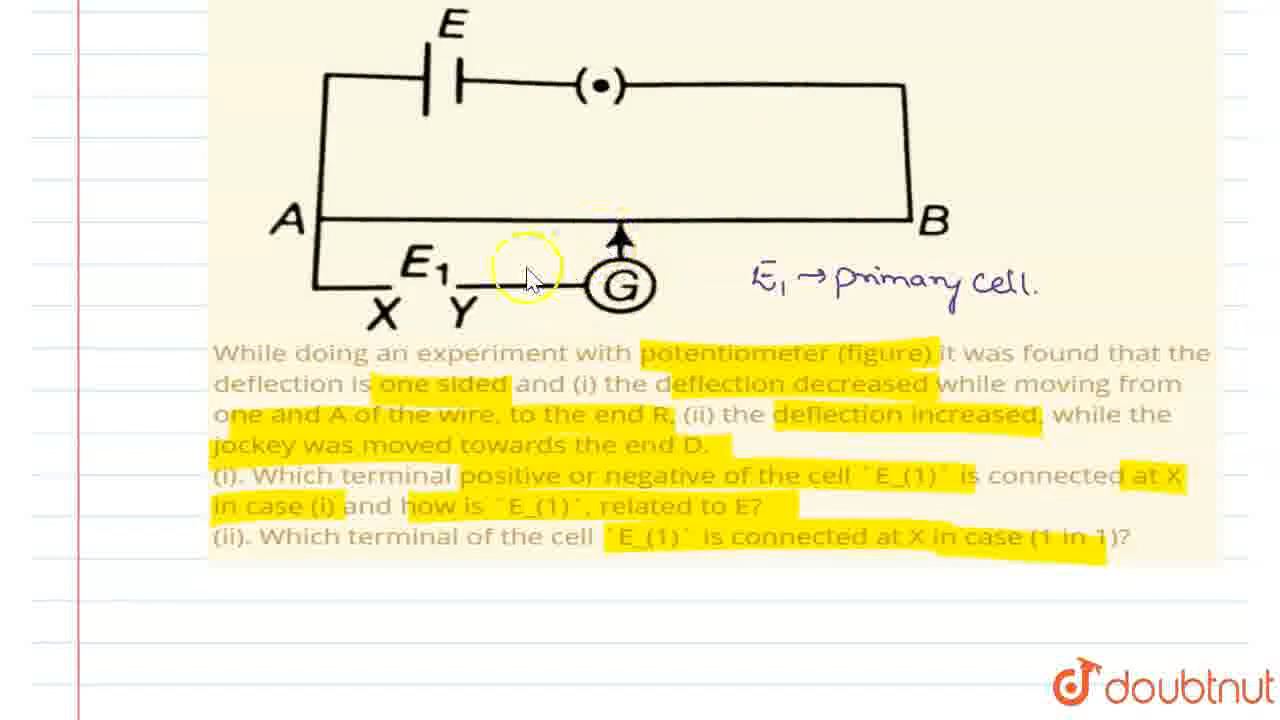 E
A
B
E1
X
Y
G
E1 → primary cell.
While doing an experiment with potentiometer (figure) it was found that the
deflection is one sided and (i) the deflection decreased while moving from
one and A of the wire, to the end R, (ii) the deflection increased, while the
jockey was moved towards the end D.
(i). Which terminal positive or negative of the cell `E_(1)` is connected at X
in case (i) and how is `E_(1)`, related to E?
(ii). Which terminal of the cell `E_(1)` is connected at X in case (1 in 1)?
doubtnut